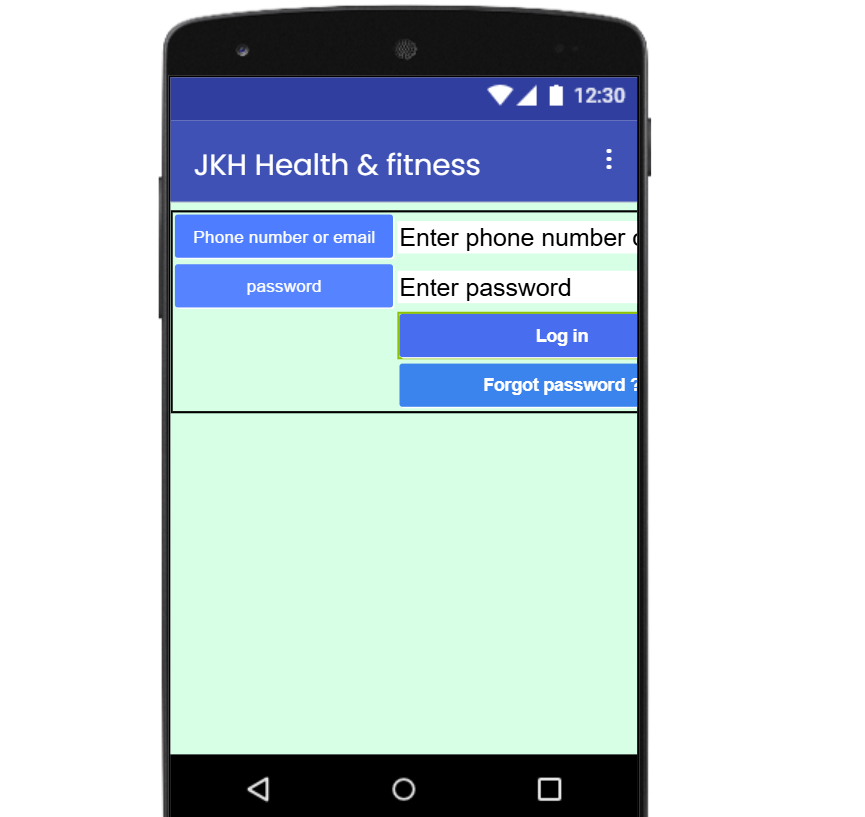 12:30
JKH Health & fitness
Phone number or email
Enter phone number
password
Enter password
Log in
Forgot password ?